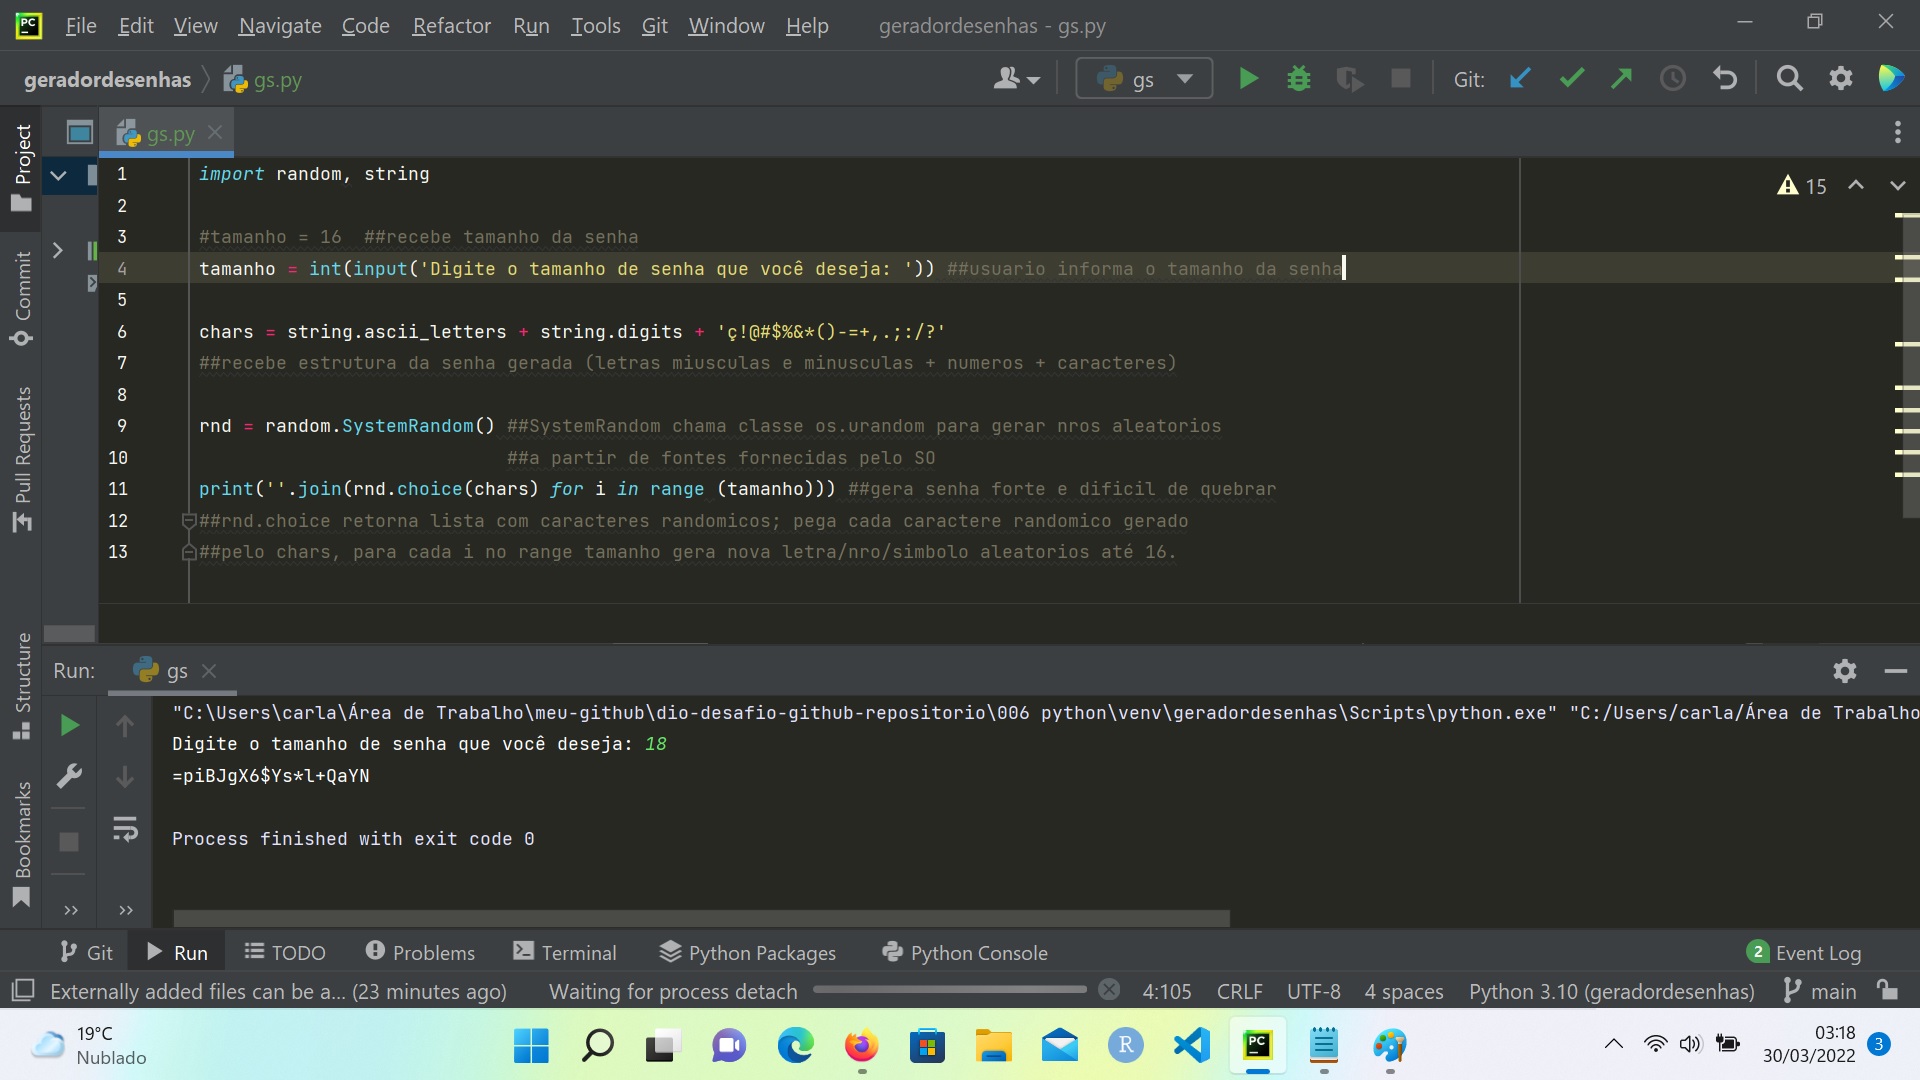 File Edit View Navigate Code Refactor Run Tools Git Window Help geradordesenhas - gs.py
geradordesenhas gs.py gs Git:
Project
Commit
Pull Requests
Structure
Bookmarks
gs.py
15
1 import random, string
2
3 #tamanho = 16  ##recebe tamanho da senha
4 tamanho = int(input('Digite o tamanho de senha que você deseja: ')) ##usuario informa o tamanho da senha
5
6 chars = string.ascii_letters + string.digits + 'ç!@#$%&*()-=+,.;:/?'
7 ##recebe estrutura da senha gerada (letras miusculas e minusculas + numeros + caracteres)
8
9 rnd = random.SystemRandom() ##SystemRandom chama classe os.urandom para gerar nros aleatorios
10 ##a partir de fontes fornecidas pelo SO
11 print(''.join(rnd.choice(chars) for i in range (tamanho))) ##gera senha forte e dificil de quebrar
12 ##rnd.choice retorna lista com caracteres randomicos; pega cada caractere randomico gerado
13 ##pelo chars, para cada i no range tamanho gera nova letra/nro/simbolo aleatorios até 16.
Run: gs
"C:\Users\carla\Área de Trabalho\meu-github\dio-desafio-github-repositorio\006 python\venv\geradordesenhas\Scripts\python.exe" "C:/Users/carla/Área de Trabalho
Digite o tamanho de senha que você deseja: 18
=piBJgX6$Ys*l+QaYN
Process finished with exit code 0
Git Run TODO Problems Terminal Python Packages Python Console 2 Event Log
Externally added files can be a... (23 minutes ago) Waiting for process detach 4:105 CRLF UTF-8 4 spaces Python 3.10 (geradordesenhas) main
19°C
Nublado
03:18
30/03/2022
3